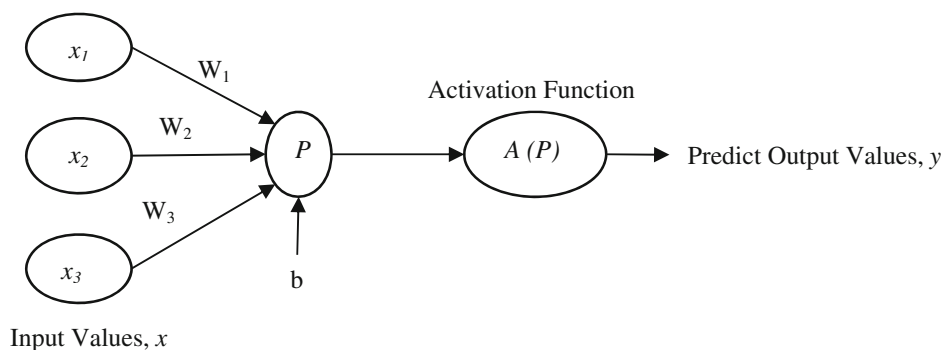 x₁
W₁
Activation Function
W₂
x₂
P
A (P)
Predict Output Values, y
W₃
x₃
b
Input Values, x